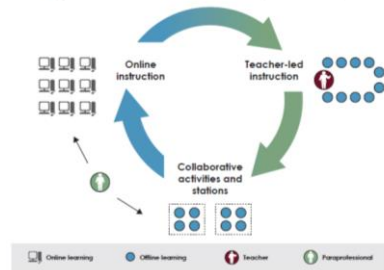 Online
instruction
Teacher-led
instruction
Collaborative
activities and
stations
Online learning
Offline learning
Teacher
Paraprofessional